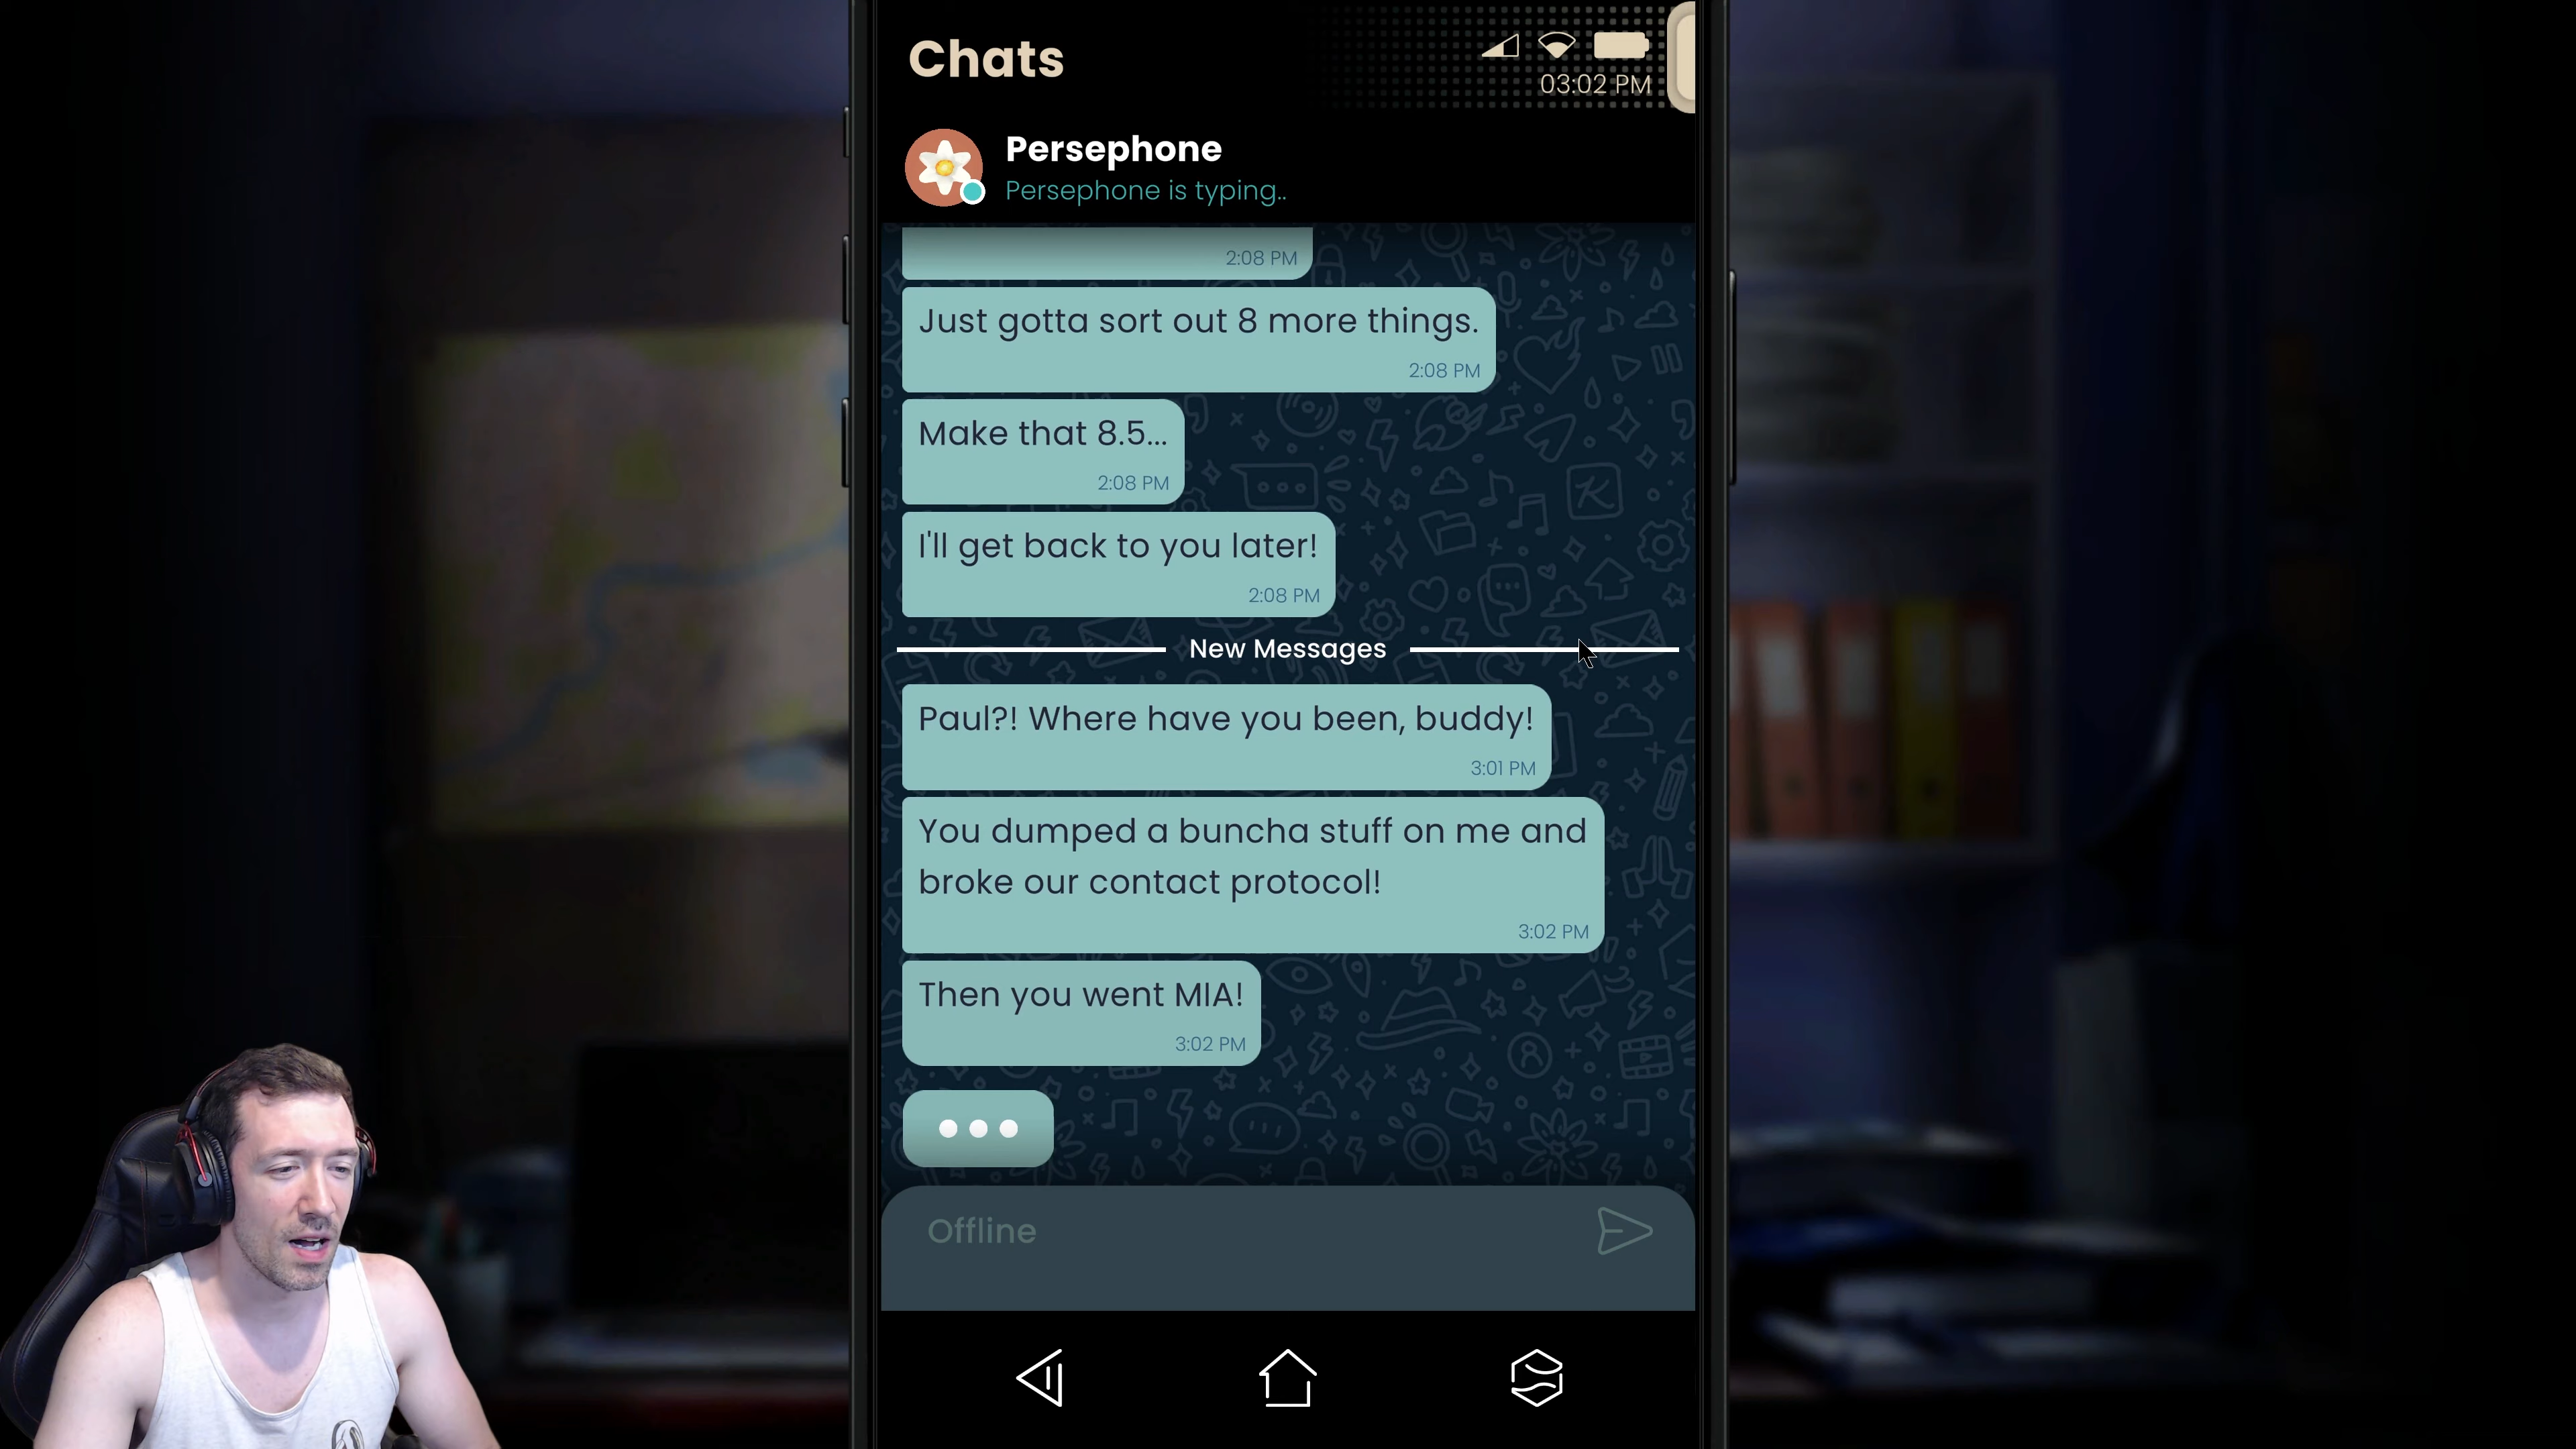 Chats
03:02 PM
Persephone
Persephone is typing..
2:08 PM
Just gotta sort out 8 more things.
2:08 PM
Make that 8.5...
2:08 PM
I'll get back to you later!
2:08 PM
New Messages
Paul?! Where have you been, buddy!
3:01 PM
You dumped a buncha stuff on me and
broke our contact protocol!
3:02 PM
Then you went MIA!
3:02 PM
Offline